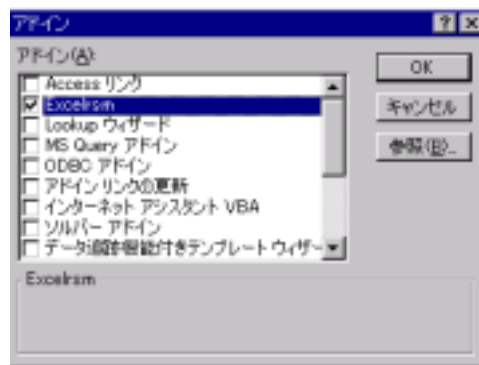 アドイン
アドイン(A):
OK
Access リンク
Excelrsm
キャンセル
Lookup ウィザード
MS Query アドイン
参照(B)...
ODBC アドイン
アドイン リンクの更新
インターネット アシスタント VBA
ソルバー アドイン
データ追跡機能付きテンプレート ウィザー
Excelrsm